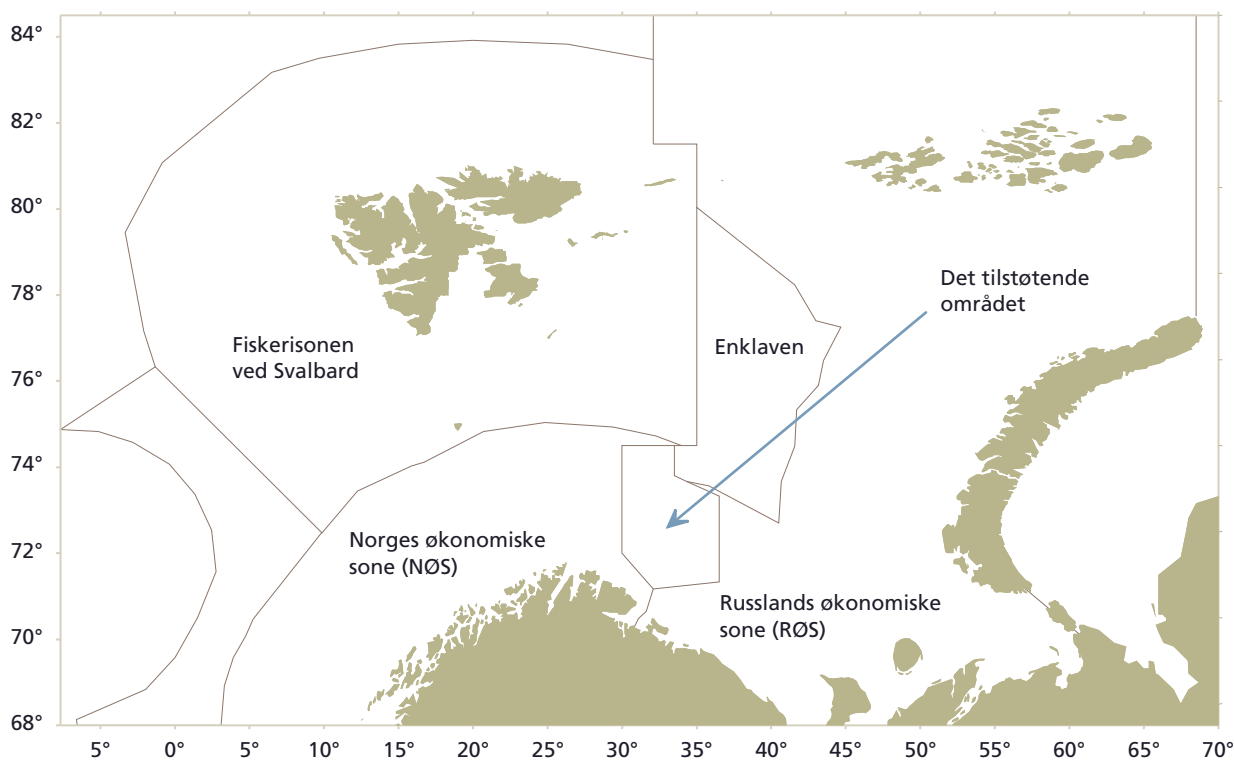 84°
82°
80°
78°
76°
74°
72°
70°
68°
Det tilstøtende
området
Enklaven
Fiskerisonen
ved Svalbard
Norges økonomiske
sone (NØS)
Russlands økonomiske
sone (RØS)
5° 0° 5° 10° 15° 20° 25° 30° 35° 40° 45° 50° 55° 60° 65° 70°